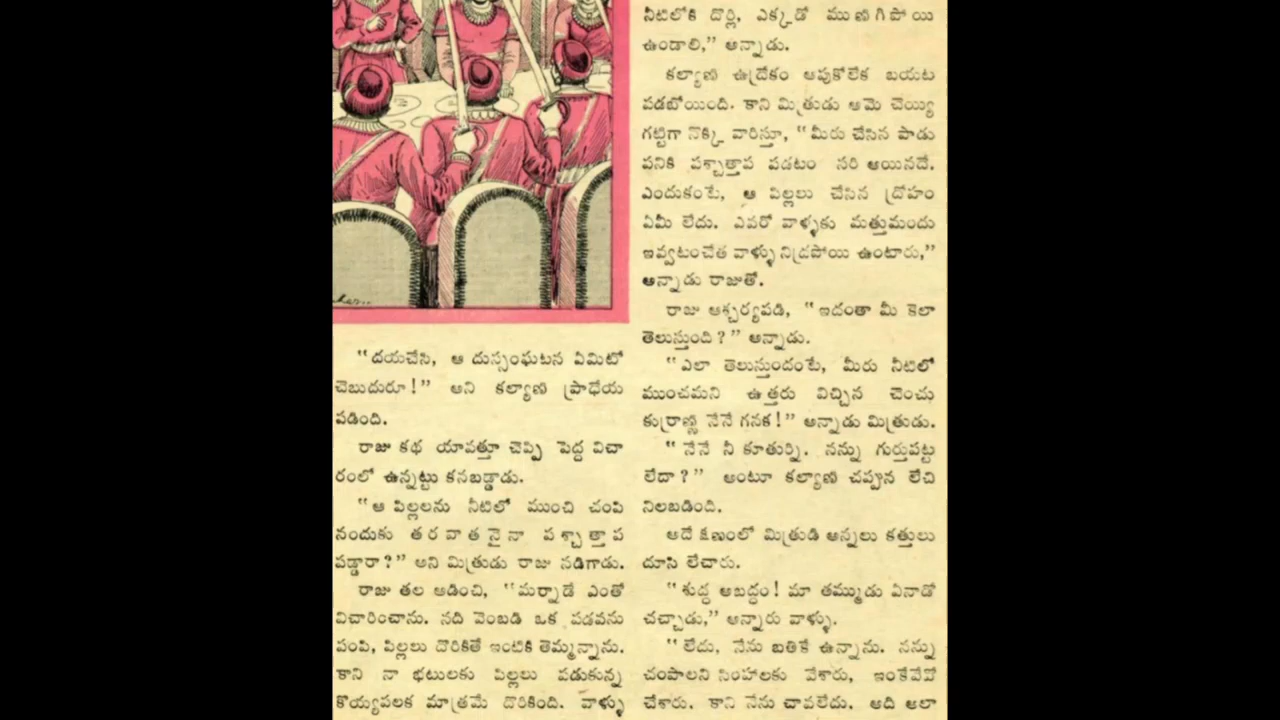 "దయచేసి, ఆ దుస్సంఘటన ఏమిటో
చెబుదురూ!" అని కల్యాణి ప్రాధేయ
పడింది.
రాజు కథ యావత్తూ చెప్పి పెద్ద విచా
రంలో ఉన్నట్టు కనబడ్డాడు.
"ఆ పిల్లలను నీటిలో ముంచి చంపి
నందుకు తరవాతనైనా పశ్చాత్తాప
పడ్డారా?" అని మిత్రుడు రాజు నడిగాడు.
రాజు తల ఆడించి, "మర్నాడే ఎంతో
విచారించాను. నది వెంబడి ఒక పడవను
పంపి, పిల్లలు దొరికితే ఇంటికి తెమ్మన్నాను.
కాని నా భటులకు పిల్లలు పడుకున్న
కొయ్యపలక మాత్రమే దొరికింది. వాళ్ళు
నీటిలోకి దొర్లి, ఎక్కడో మునిగిపోయి
ఉండాలి," అన్నాడు.
కల్యాణి ఉద్రేకం ఆపుకోలేక బయట
పడబోయింది. కాని మిత్రుడు ఆమె చెయ్యి
గట్టిగా నొక్కి వారిస్తూ, "మీరు చేసిన పాడు
పనికి పశ్చాత్తాప పడటం సరి అయినదే.
ఎందుకంటే, ఆ పిల్లలు చేసిన ద్రోహం
ఏమీ లేదు. ఎవరో వాళ్ళకు మత్తుమందు
ఇవ్వటంచేత వాళ్ళు నిద్రపోయి ఉంటారు,"
అన్నాడు రాజుతో.
రాజు ఆశ్చర్యపడి, "ఇదంతా మీ కెలా
తెలుస్తుంది?" అన్నాడు.
"ఎలా తెలుస్తుందంటే, మీరు నీటిలో
ముంచమని ఉత్తరు విచ్చిన చెంచు
కుర్రాణ్ణి నేనే గనక!" అన్నాడు మిత్రుడు.
"నేనే నీ కూతుర్ని. నన్ను గుర్తుపట్ట
లేదా?" అంటూ కల్యాణి చప్పున లేచి
నిలబడింది.
అదే క్షణంలో మిత్రుడి అన్నలు కత్తులు
దూసి లేచారు.
"శుద్ధ అబద్ధం! మా తమ్ముడు ఏనాడో
చచ్చాడు," అన్నారు వాళ్ళు.
"లేదు, నేను బతికే ఉన్నాను. నన్ను
చంపాలని సింహాలకు వేశారు, ఇంకేవేవో
చేశారు. కాని నేను చావలేదు. అది అలా